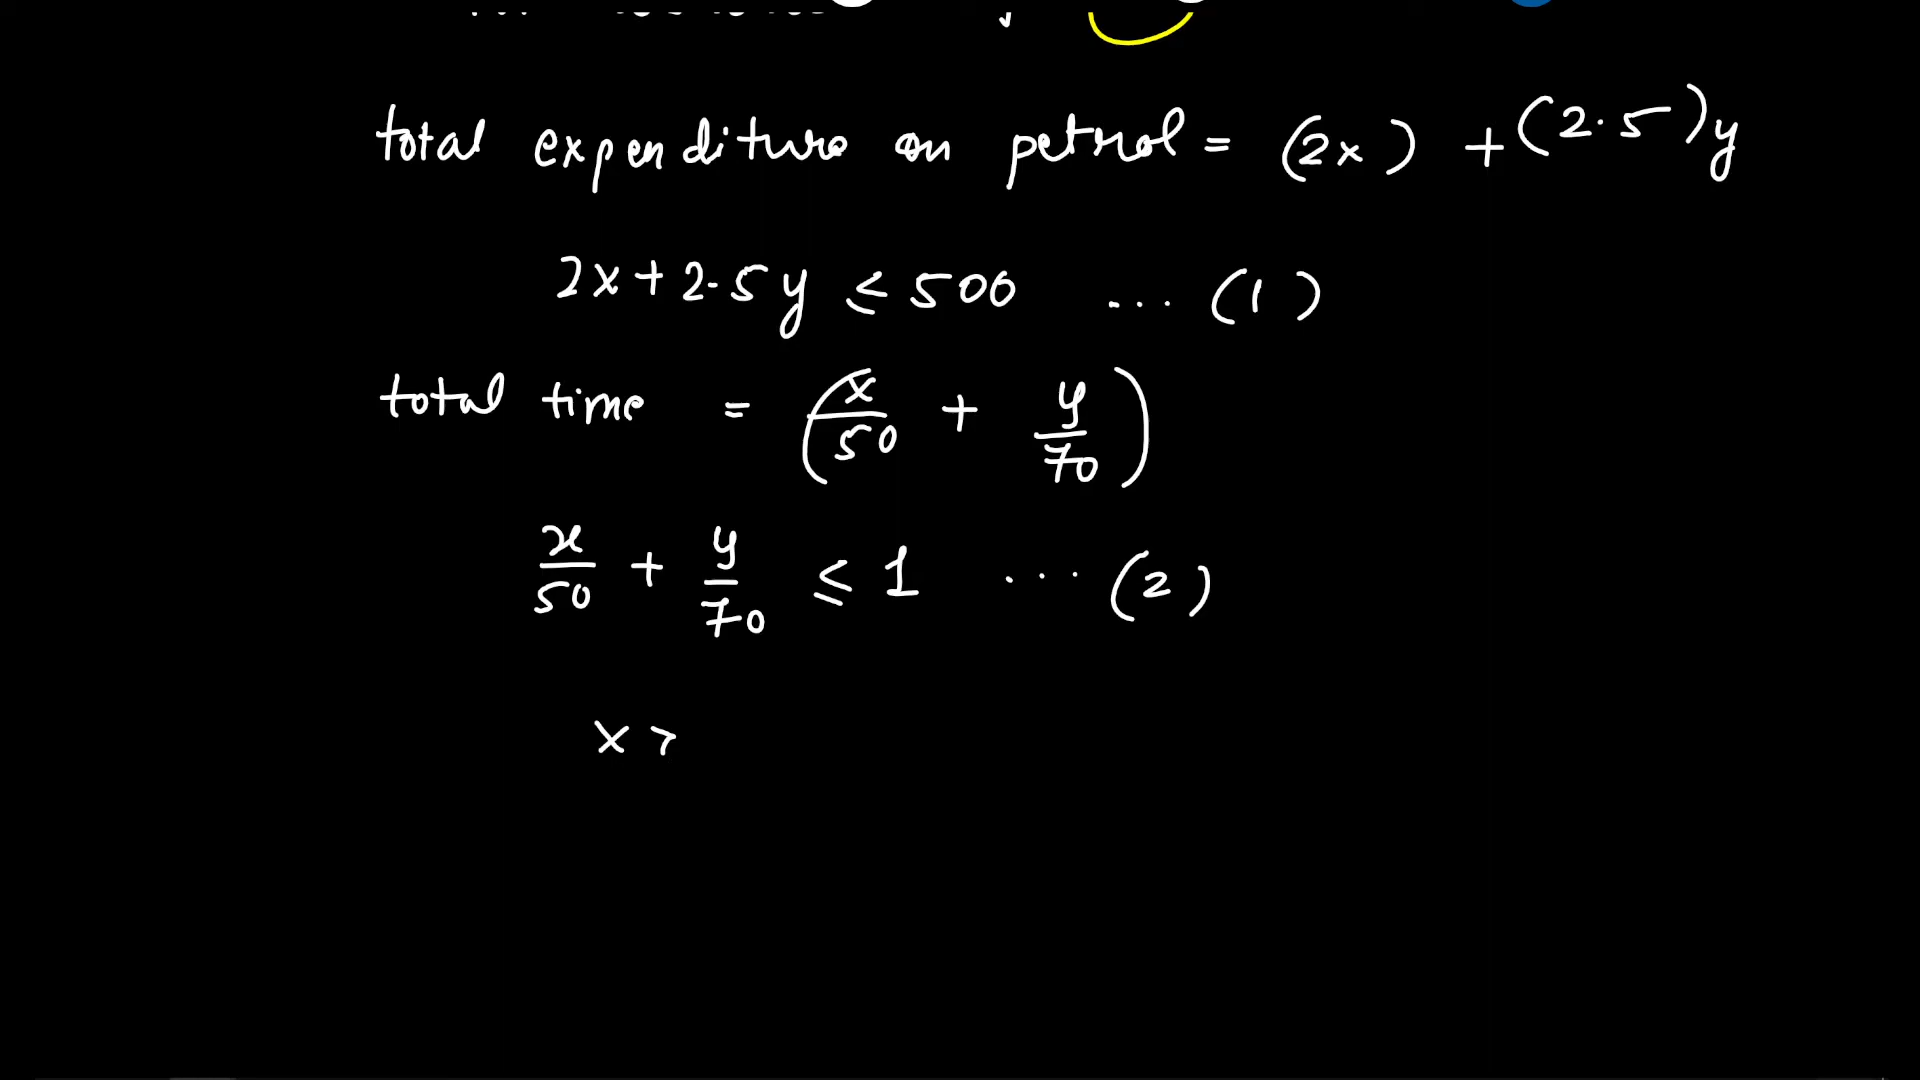 total expenditure on petrol = (2x) + (2.5)y
2x + 2.5y ≤ 500 ... (1)
total time = (x/50 + y/70)
x/50 + y/70 ≤ 1 ... (2)
x >